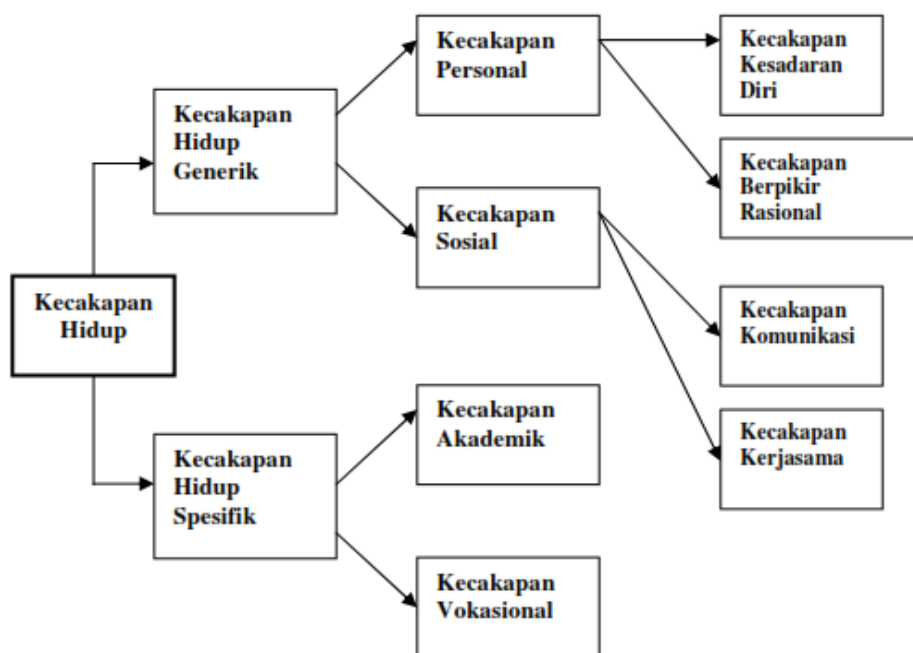 Kecakapan
Personal
Kecakapan
Kesadaran
Diri
Kecakapan
Hidup
Generik
Kecakapan
Berpikir
Rasional
Kecakapan
Sosial
Kecakapan
Hidup
Kecakapan
Komunikasi
Kecakapan
Akademik
Kecakapan
Kerjasama
Kecakapan
Hidup
Spesifik
Kecakapan
Vokasional